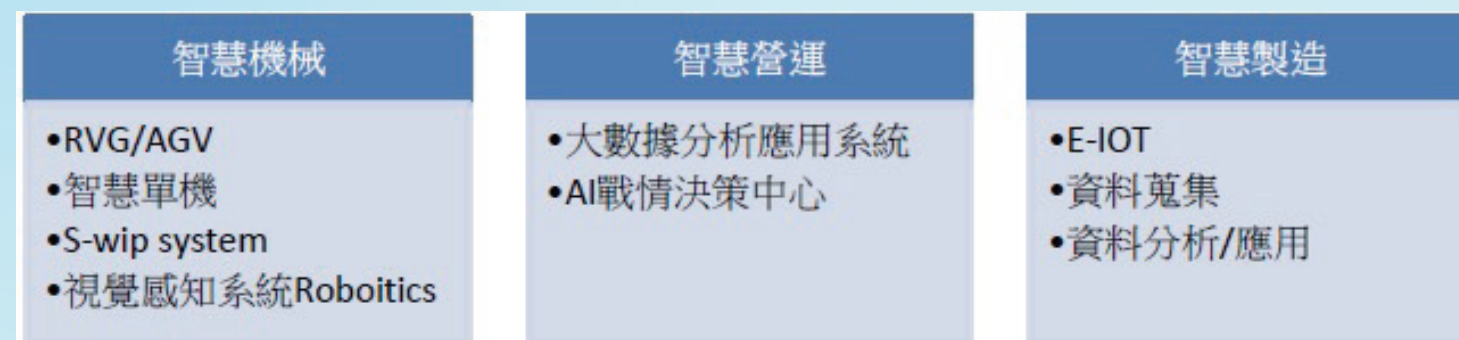 智慧機械
•RVG/AGV
•智慧單機
•S-wip system
•視覺感知系統Roboitics
智慧營運
•大數據分析應用系統
•AI戰情決策中心
智慧製造
•E-IOT
•資料蒐集
•資料分析/應用